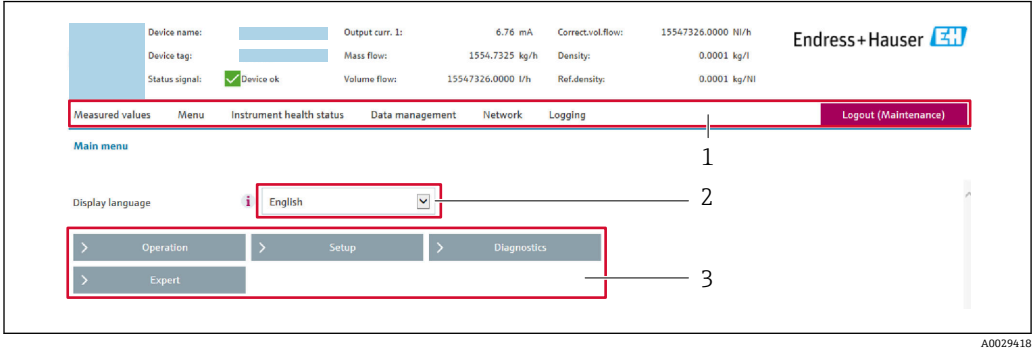 Device name: Output curr. 1: 6.76 mA Correct.vol.flow: 15547326.0000 Nl/h
Endress+Hauser EH
Device tag: Mass flow: 1554.7325 kg/h Density: 0.0001 kg/l
Status signal: Device ok Volume flow: 15547326.0000 l/h Ref.density: 0.0001 kg/Nl
Measured values Menu Instrument health status Data management Network Logging Logout (Maintenance)
1
Main menu
Display language i English 2
> Operation > Setup > Diagnostics
> Expert 3
A0029418